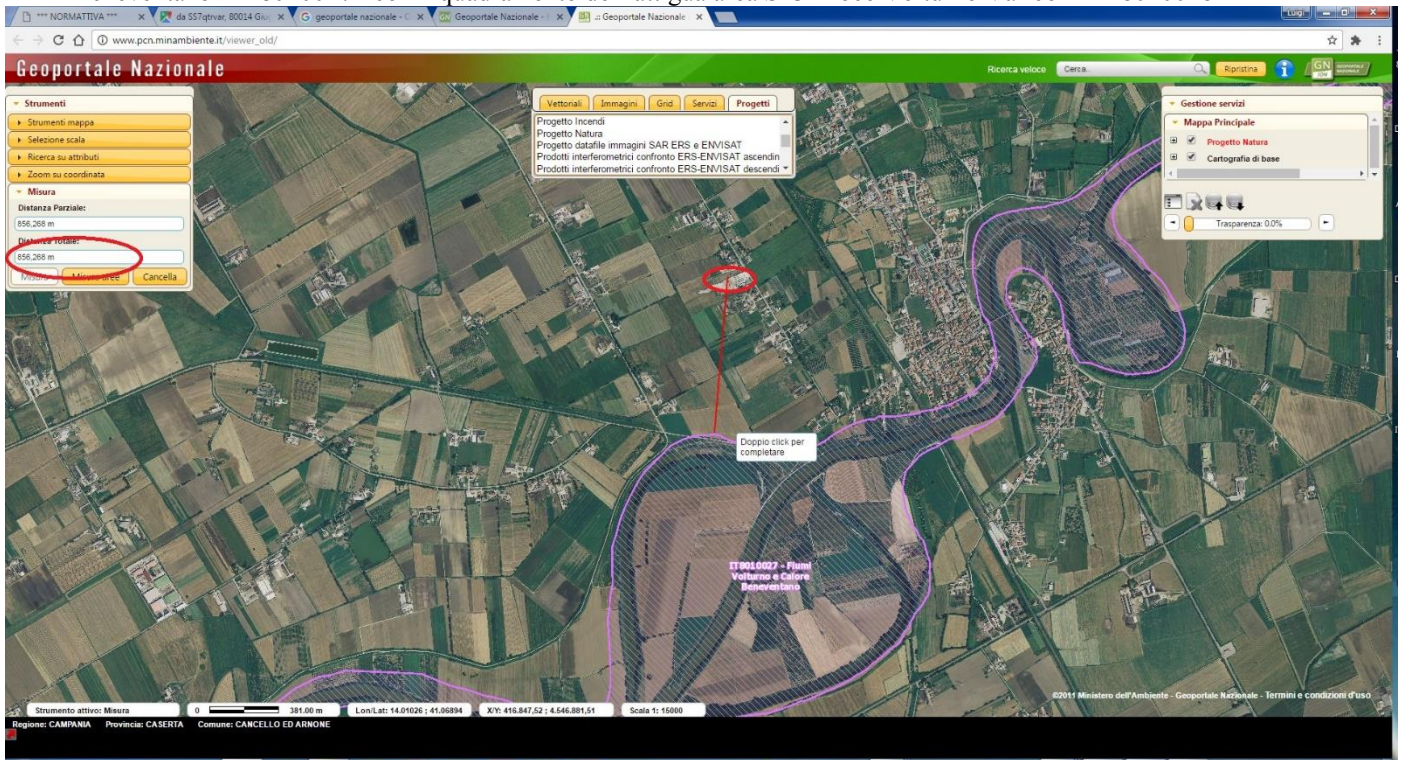 *** NORMATTIVA ***
da SS7qtrvar, 80014 Giug
geoportale nazionale - C
Geoportale Nazionale -
.:: Geoportale Nazionale
Luigi
www.pcn.minambiente.it/viewer_old/
Geoportale Nazionale
Ricerca veloce
Cerca..
Ripristina
GN
Strumenti
Strumenti mappa
Selezione scala
Ricerca su attributi
Zoom su coordinata
Misura
Distanza Parziale:
856,268 m
Distanza Totale:
856,268 m
Misura
Misura aree
Cancella
Vettoriali
Immagini
Grid
Servizi
Progetti
Progetto Incendi
Progetto Natura
Progetto datafile immagini SAR ERS e ENVISAT
Prodotti interferometrici confronto ERS-ENVISAT ascendin
Prodotti interferometrici confronto ERS-ENVISAT descendi
Gestione servizi
Mappa Principale
Progetto Natura
Cartografia di base
Trasparenza: 0.0%
Doppio click per
completare
IT8010027 - Fiumi
Volturno e Calore
Beneventano
©2011 Ministero dell'Ambiente - Geoportale Nazionale - Termini e condizioni d'uso
Strumento attivo: Misura
0
381.00 m
Lon/Lat: 14.01026 ; 41.06894
X/Y: 416.847,52 ; 4.546.881,51
Scala 1: 15000
Regione: CAMPANIA Provincia: CASERTA Comune: CANCELLO ED ARNONE